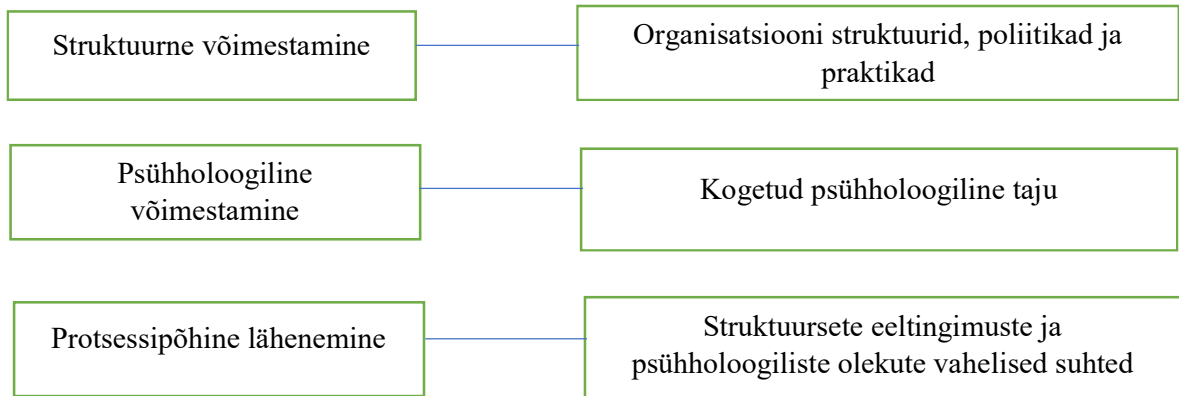 Struktuurne võimestamine
Organisatsiooni struktuurid, poliitikad ja
praktikad
Psühholoogiline
võimestamine
Kogetud psühholoogiline taju
Protsessipõhine lähenemine
Struktuursete eeltingimuste ja
psühholoogiliste olekute vahelised suhted